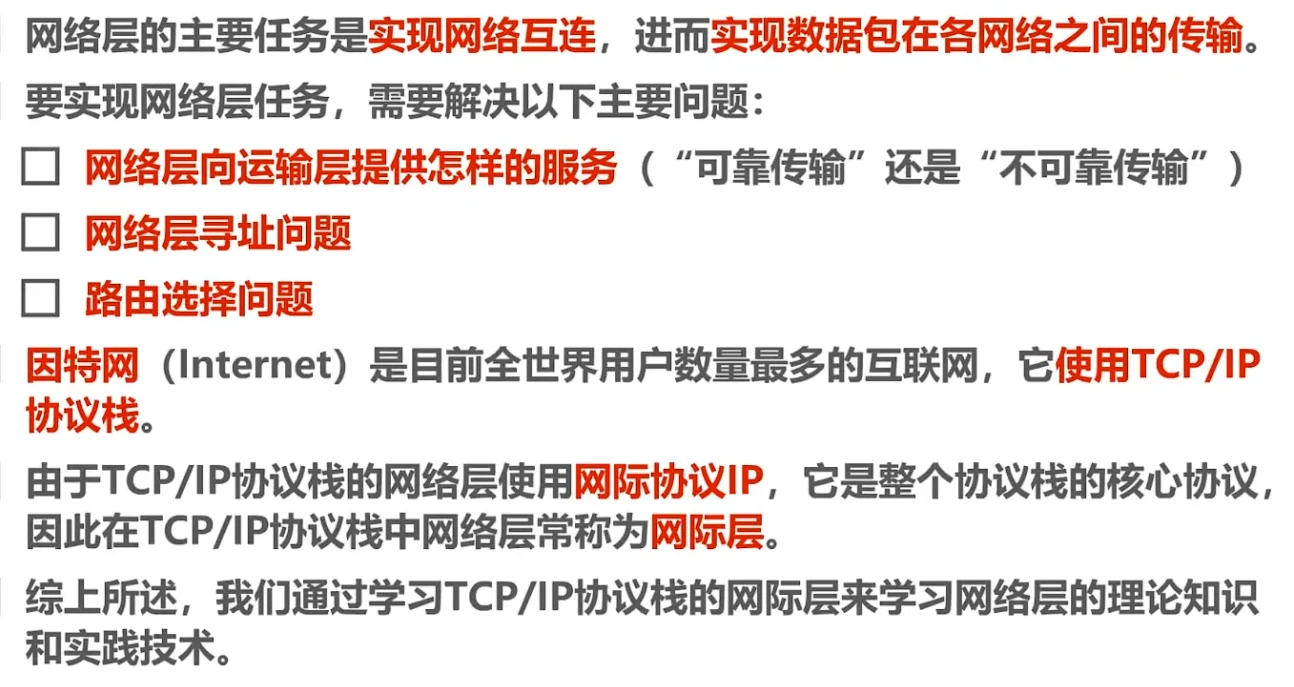 网络层的主要任务是实现网络互连，进而实现数据包在各网络之间的传输。
要实现网络层任务，需要解决以下主要问题：
网络层向运输层提供怎样的服务（“可靠传输”还是“不可靠传输”）
网络层寻址问题
路由选择问题
因特网（Internet）是目前全世界用户数量最多的互联网，它使用TCP/IP
协议栈。
由于TCP/IP协议栈的网络层使用网际协议IP，它是整个协议栈的核心协议，
因此在TCP/IP协议栈中网络层常称为网际层。
综上所述，我们通过学习TCP/IP协议栈的网际层来学习网络层的理论知识
和实践技术。